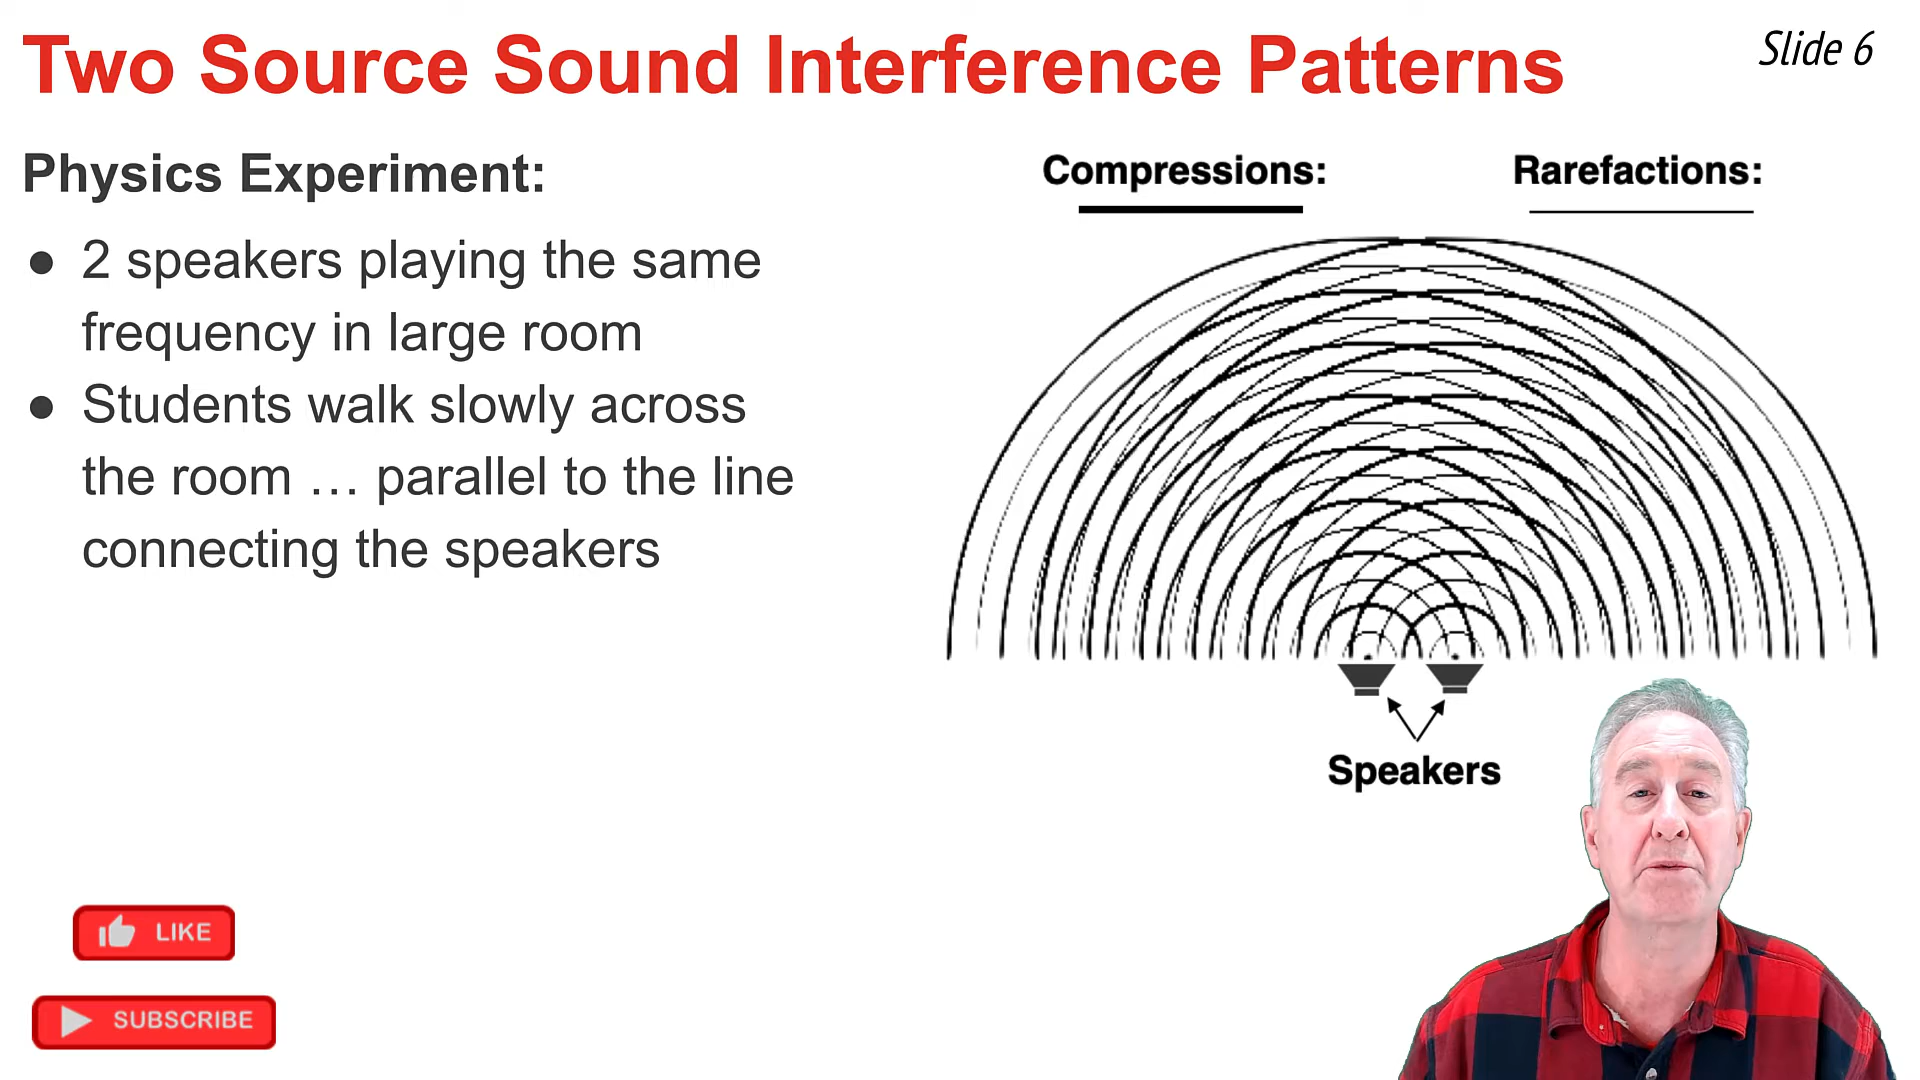 Two Source Sound Interference Patterns
Slide 6
Physics Experiment:
● 2 speakers playing the same
frequency in large room
● Students walk slowly across
the room … parallel to the line
connecting the speakers
Compressions:
Rarefactions:
Speakers
LIKE
SUBSCRIBE